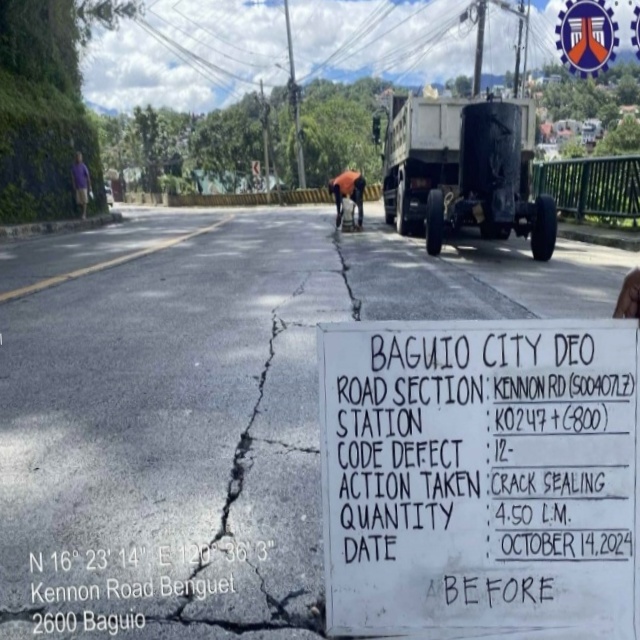 BAGUIO CITY DEO
ROAD SECTION: KENNON RD (S00407LZ)
STATION : K0247 + (-800)
CODE DEFECT : 12-
ACTION TAKEN : CRACK SEALING
QUANTITY : 4.50 L.M.
DATE : OCTOBER 14, 2024
BEFORE
N 16° 23' 14" E 120° 36' 3"
Kennon Road Benguet
2600 Baguio